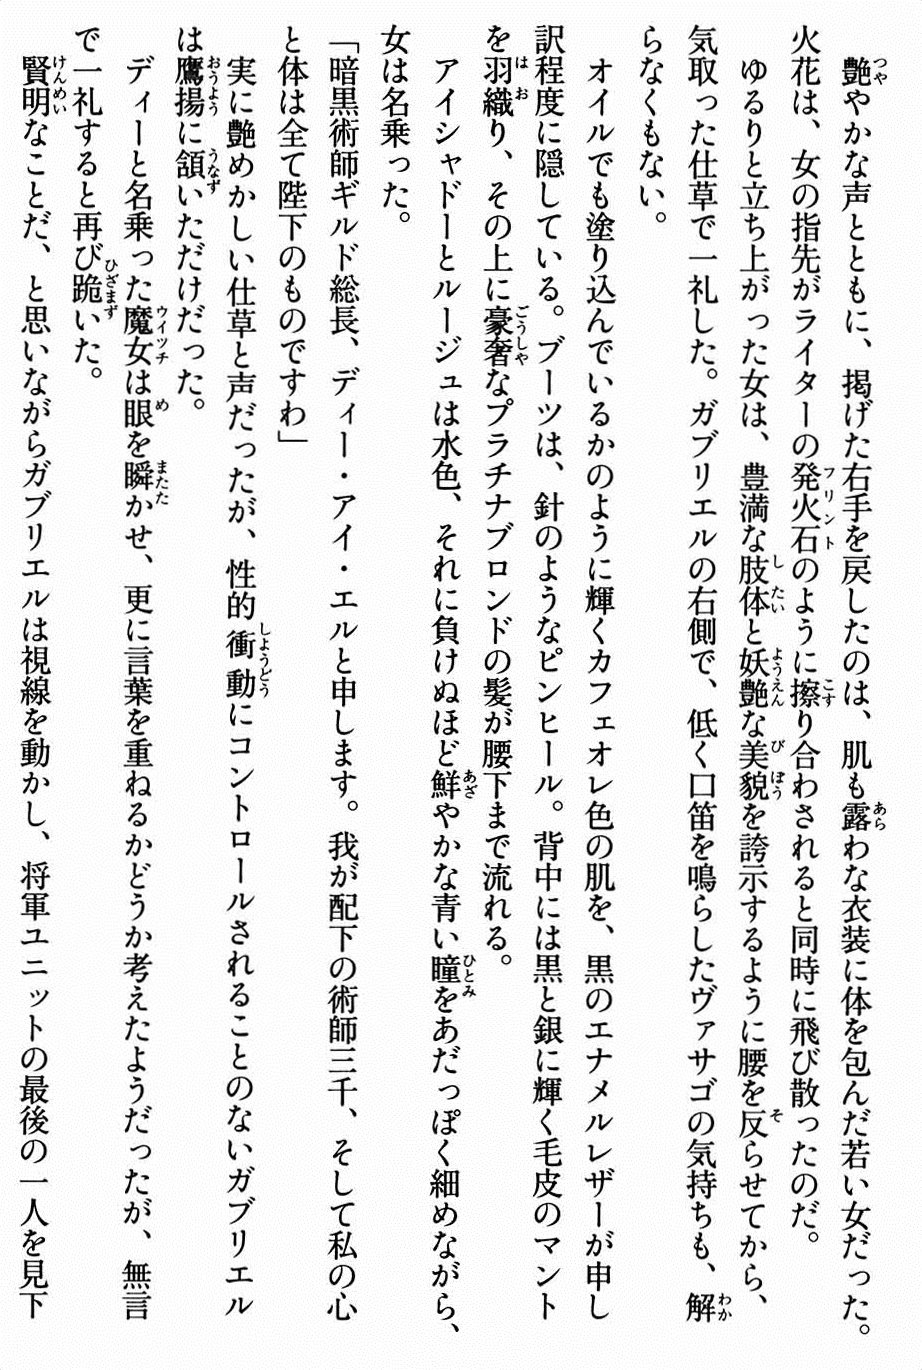 艶やかな声とともに、掲げた右手を戻したのは、肌も露わな衣装に体を包んだ若い女だった。
火花は、女の指先がライターの発火石のように擦り合わされると同時に飛び散ったのだ。
ゆるりと立ち上がった女は、豊満な肢体と妖艶な美貌を誇示するように腰を反らせてから、
気取った仕草で一礼した。ガブリエルの右側で、低く口笛を鳴らしたヴァサゴの気持ちも、解
らなくもない。
オイルでも塗り込んでいるかのように輝くカフェオレ色の肌を、黒のエナメルレザーが申し
訳程度に隠している。ブーツは、針のようなピンヒール。背中には黒と銀に輝く毛皮のマント
を羽織り、その上に豪奢なプラチナブロンドの髪が腰下まで流れる。
アイシャドーとルージュは水色、それに負けぬほど鮮やかな青い瞳をあだっぽく細めながら、
女は名乗った。
「暗黒術師ギルド総長、ディー・アイ・エルと申します。我が配下の術師三千、そして私の心
と体は全て陛下のものですわ」
実に艶めかしい仕草と声だったが、性的衝動にコントロールされることのないガブリエル
は鷹揚に頷いただけだった。
ディーと名乗った魔女は眼を瞬かせ、更に言葉を重ねるかどうか考えたようだったが、無言
で一礼すると再び跪いた。
賢明なことだ、と思いながらガブリエルは視線を動かし、将軍ユニットの最後の一人を見下